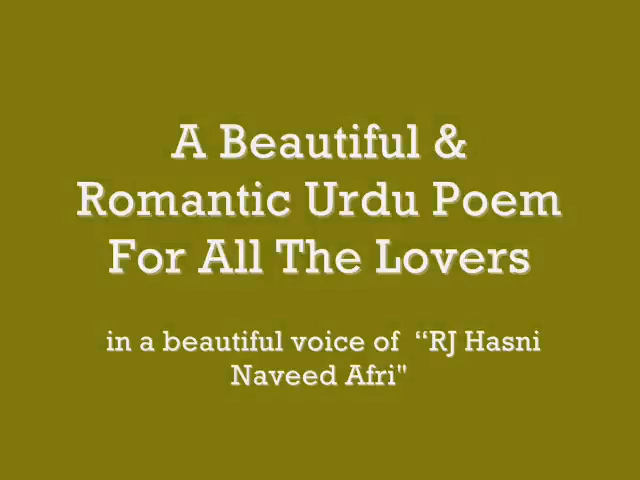 A Beautiful &
Romantic Urdu Poem
For All The Lovers
in a beautiful voice of “RJ Hasni
Naveed Afri"